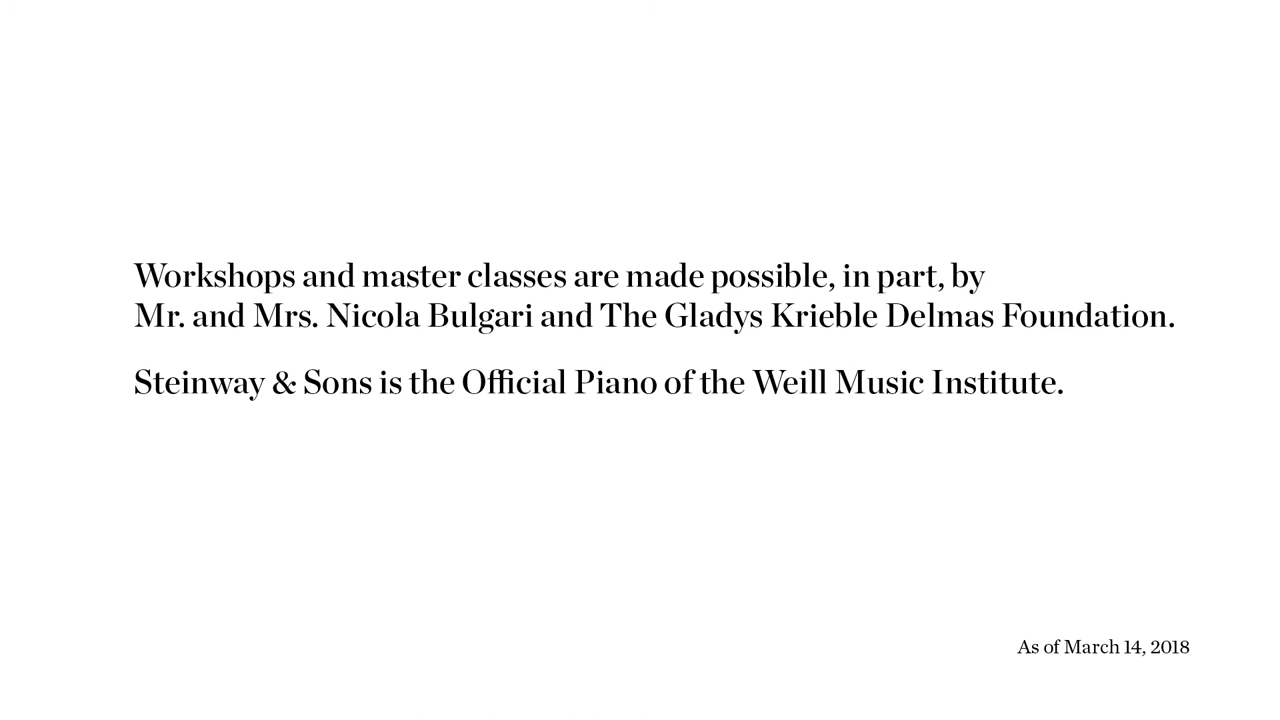 Workshops and master classes are made possible, in part, by
Mr. and Mrs. Nicola Bulgari and The Gladys Krieble Delmas Foundation.
Steinway & Sons is the Official Piano of the Weill Music Institute.
As of March 14, 2018